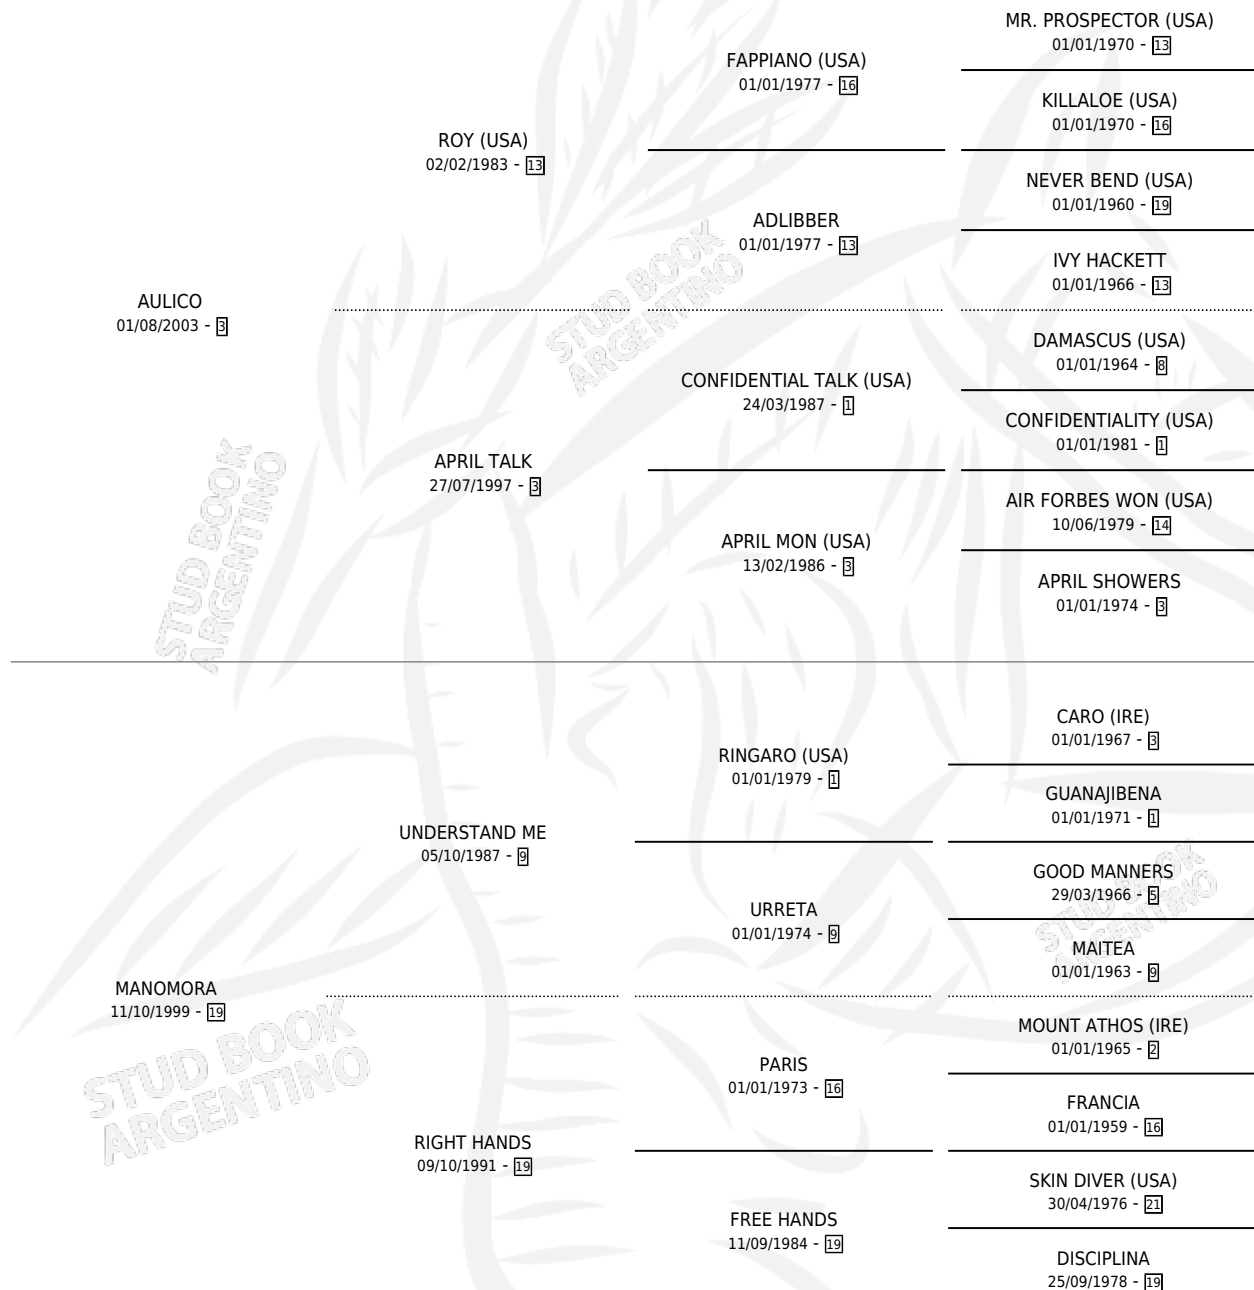 MR. PROSPECTOR (USA)
01/01/1970 - 13
FAPPIANO (USA)
01/01/1977 - 16
KILLALOE (USA)
01/01/1970 - 16
ROY (USA)
02/02/1983 - 13
NEVER BEND (USA)
01/01/1960 - 19
ADLIBBER
01/01/1977 - 13
IVY HACKETT
01/01/1966 - 13
AULICO
01/08/2003 - 3
DAMASCUS (USA)
01/01/1964 - 8
CONFIDENTIAL TALK (USA)
24/03/1987 - 1
CONFIDENTIALITY (USA)
01/01/1981 - 1
APRIL TALK
27/07/1997 - 3
AIR FORBES WON (USA)
10/06/1979 - 14
APRIL MON (USA)
13/02/1986 - 3
APRIL SHOWERS
01/01/1974 - 3
CARO (IRE)
01/01/1967 - 3
RINGARO (USA)
01/01/1979 - 1
GUANAJIBENA
01/01/1971 - 1
UNDERSTAND ME
05/10/1987 - 9
GOOD MANNERS
29/03/1966 - 5
URRETA
01/01/1974 - 9
MAITEA
01/01/1963 - 9
MANOMORA
11/10/1999 - 19
MOUNT ATHOS (IRE)
01/01/1965 - 2
PARIS
01/01/1973 - 16
FRANCIA
01/01/1959 - 16
RIGHT HANDS
09/10/1991 - 19
SKIN DIVER (USA)
30/04/1976 - 21
FREE HANDS
11/09/1984 - 19
DISCIPLINA
25/09/1978 - 19
STUD BOOK
ARGENTINO
STUD BOOK
ARGENTINO
STUD BOOK
ARGENTINO
STUD BOOK
ARGENTINO